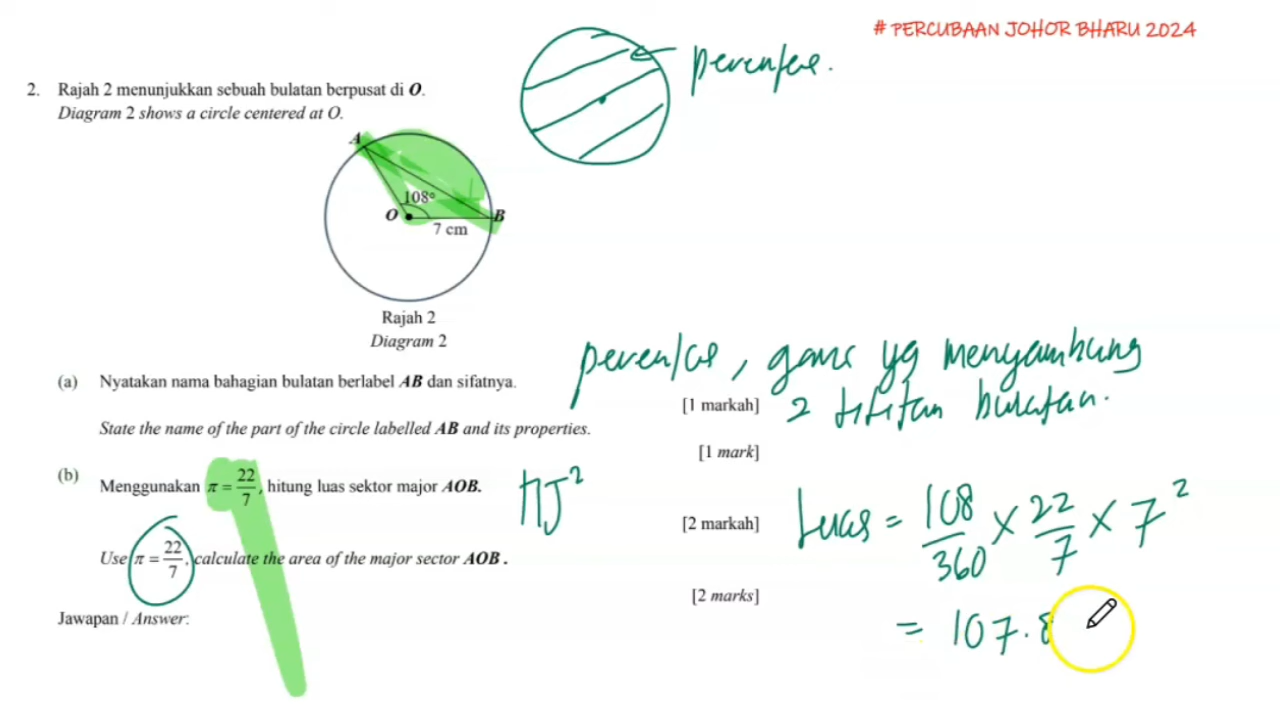 # PERCUBAAN JOHOR BHARU 2024
perentas.
2. Rajah 2 menunjukkan sebuah bulatan berpusat di O.
Diagram 2 shows a circle centered at O.
A
108°
O
B
7 cm
Rajah 2
Diagram 2
(a) Nyatakan nama bahagian bulatan berlabel AB dan sifatnya.
[1 markah]
State the name of the part of the circle labelled AB and its properties.
[1 mark]
perentas, garis yg menyambung
2 titik
bulatan.
(b) Menggunakan π = 22/7, hitung luas sektor major AOB.
[2 markah]
πj²
Use π = 22/7, calculate the area of the major sector AOB.
[2 marks]
Luas = 108/360 × 22/7 × 7²
= 107.8
Jawapan / Answer: